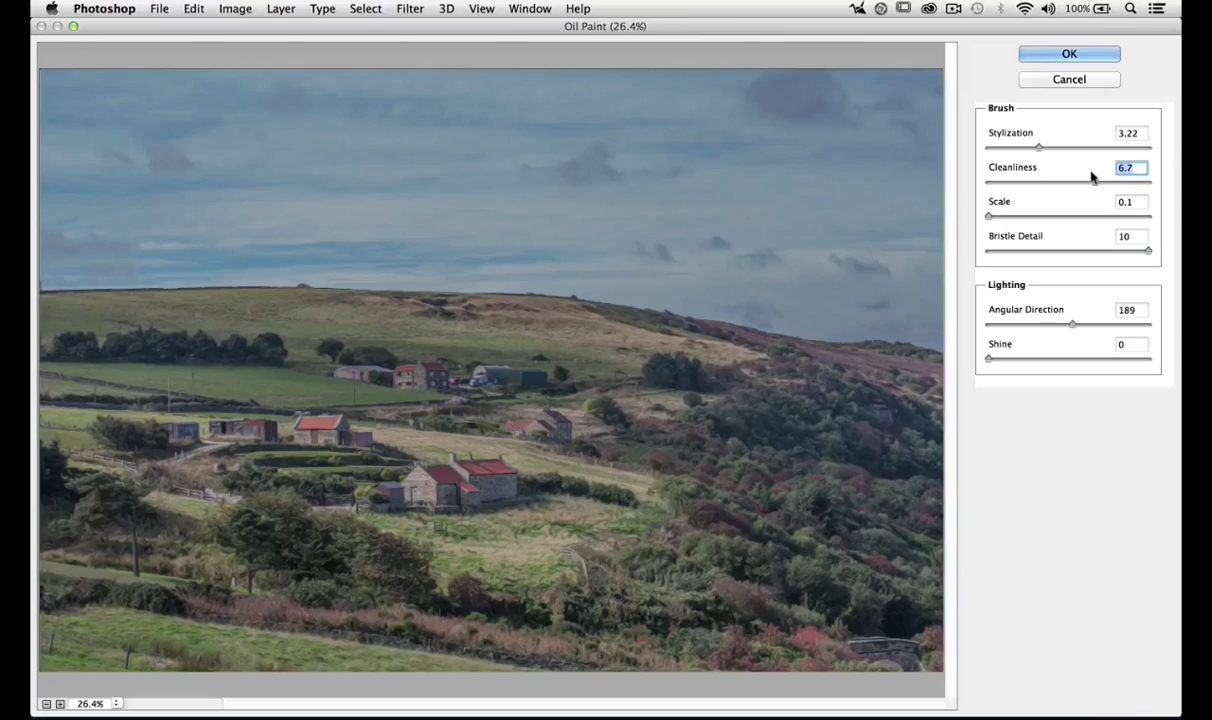 Photoshop File Edit Image Layer Type Select Filter 3D View Window Help 100%
Oil Paint (26.4%)
OK
Cancel
Brush
Stylization 3.22
Cleanliness 6.7
Scale 0.1
Bristle Detail 10
Lighting
Angular Direction 189
Shine 0
26.4%